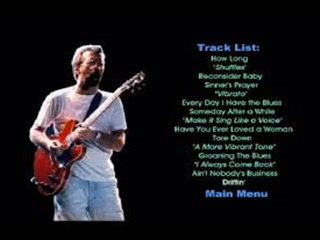 Track List:
How Long
"Shuffles"
Reconsider Baby
Sinner's Prayer
"Vibrato"
Every Day I Have the Blues
Someday After a While
"Make it Sing Like a Voice"
Have You Ever Loved a Woman
Tore Down
"A More Vibrant Tone"
Groaning The Blues
"I Always Come Back"
Ain't Nobody's Business
Driftin'
Main Menu